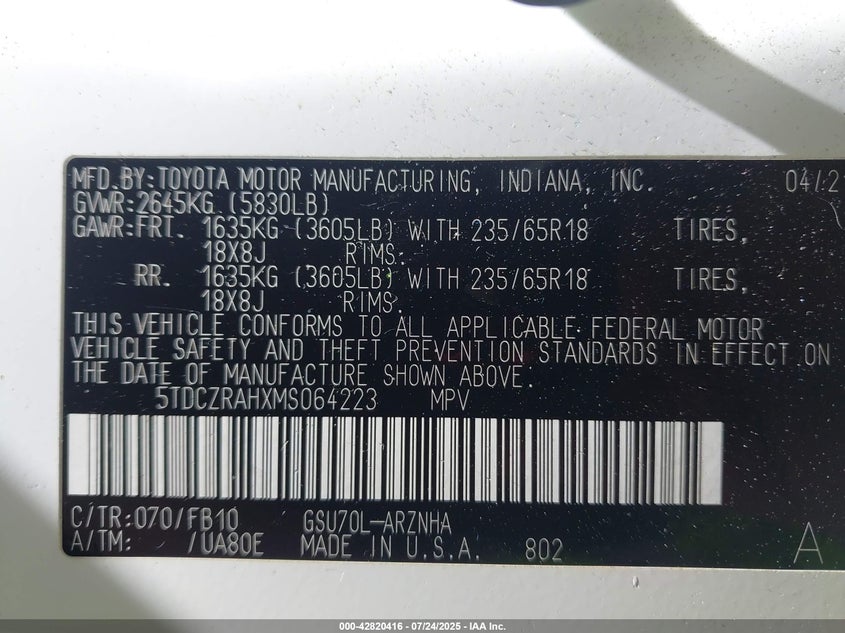 MFD.BY:TOYOTA MOTOR MANUFACTURING, INDIANA, INC. 04/2
GVWR:2645KG (5830LB)
GAWR:FRT. 1635KG (3605LB) WITH 235/65R18 TIRES,
18X8J RIMS.
RR. 1635KG (3605LB) WITH 235/65R18 TIRES,
18X8J RIMS.
THIS VEHICLE CONFORMS TO ALL APPLICABLE FEDERAL MOTOR
VEHICLE SAFETY AND THEFT PREVENTION STANDARDS IN EFFECT ON
THE DATE OF MANUFACTURE SHOWN ABOVE.
5TDCZRAHXMS064223 MPV
C/TR:070/FB10 GSU70L-ARZNHA
A/TM: /UA80E MADE IN U.S.A. 802 A
000-42820416 - 07/24/2025 - IAA Inc.